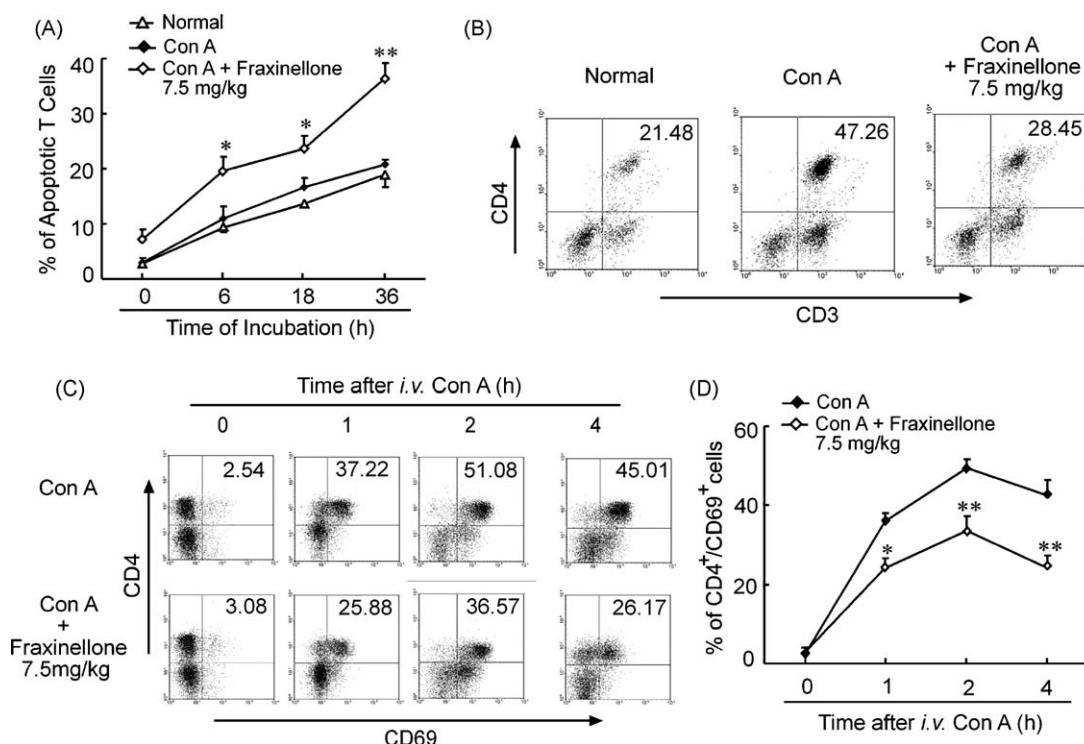 (A)
Normal
Con A
Con A + Fraxinellone
7.5 mg/kg
% of Apoptotic T Cells
40
30
20
10
0
**
*
*
0 6 18 36
Time of Incubation (h)
(B)
Normal
Con A
Con A
+ Fraxinellone
7.5 mg/kg
21.48
47.26
28.45
CD4
CD3
(C)
Time after i.v. Con A (h)
0 1 2 4
Con A
2.54 37.22 51.08 45.01
CD4
Con A
+
Fraxinellone
7.5mg/kg
3.08 25.88 36.57 26.17
CD69
(D)
Con A
Con A + Fraxinellone
7.5 mg/kg
% of CD4⁺/CD69⁺ cells
60
40
20
0
*
**
**
0 1 2 4
Time after i.v. Con A (h)